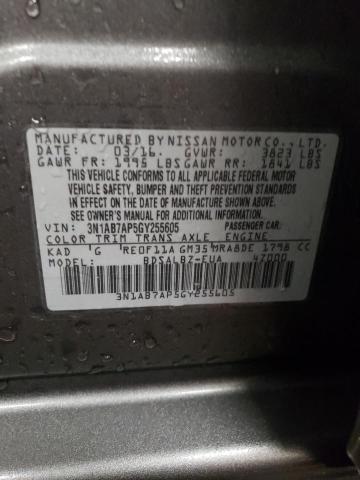 MANUFACTURED BY NISSAN MOTOR CO., LTD.
DATE: 03/16 GVWR: 3823 LBS
GAWR FR: 1995 LBS GAWR RR: 1841 LBS
THIS VEHICLE CONFORMS TO ALL APPLICABLE FEDERAL MOTOR
VEHICLE SAFETY, BUMPER AND THEFT PREVENTION STANDARDS
IN EFFECT ON THE DATE OF MANUFACTURE SHOWN ABOVE.
SEE OWNER'S MANUAL FOR ADDITIONAL INFORMATION.
VIN: 3N1AB7AP5GY255605 PASSENGER CAR
COLOR TRIM TRANS AXLE ENGINE
KAD G RE0F11A GM35 MRA8DE 1798 CC
MODEL: BDSALBZ-EUA 4Z000
3N1AB7AP5GY255605